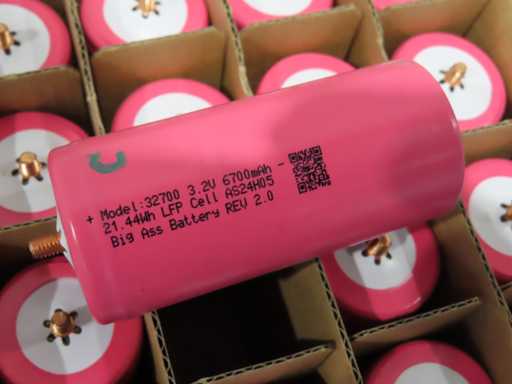 + Model:32700 3.2V 6700mAh -
21.44Wh LFP Cell AS24H05
Big Ass Battery REV 2.0